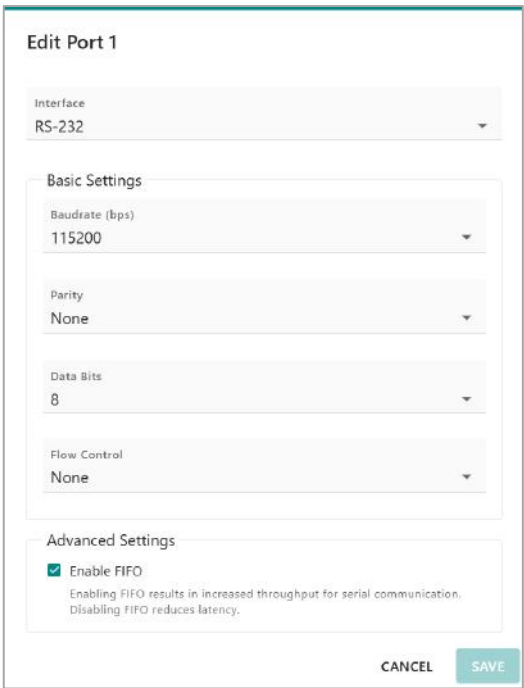 Edit Port 1
Interface
RS-232
Basic Settings
Baudrate (bps)
115200
Parity
None
Data Bits
8
Flow Control
None
Advanced Settings
Enable FIFO
Enabling FIFO results in increased throughput for serial communication.
Disabling FIFO reduces latency.
CANCEL SAVE